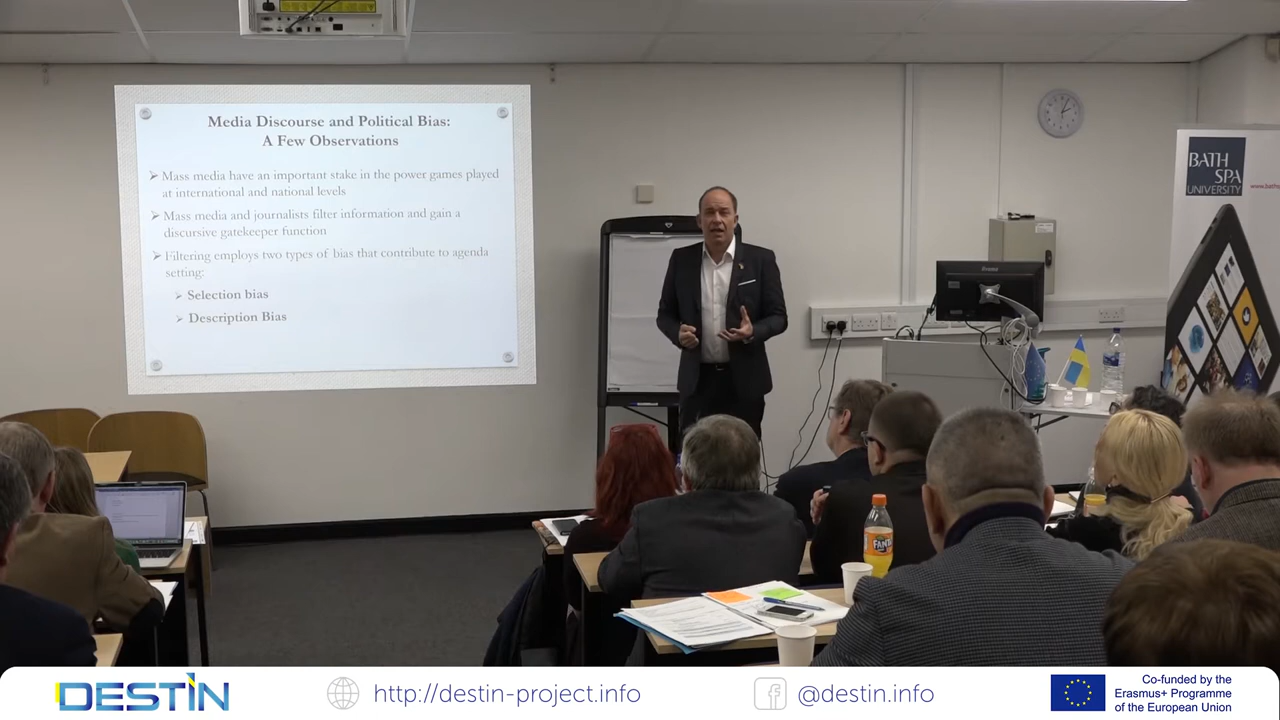 Media Discourse and Political Bias:
A Few Observations
Mass media have an important stake in the power games played
at international and national levels
Mass media and journalists filter information and gain a
discursive gatekeeper function
Filtering employs two types of bias that contribute to agenda
setting:
Selection bias
Description Bias
BATH
SPA
UNIVERSITY
FANTA
DESTIN
http://destin-project.info
@destin.info
Co-funded by the
Erasmus+ Programme
of the European Union